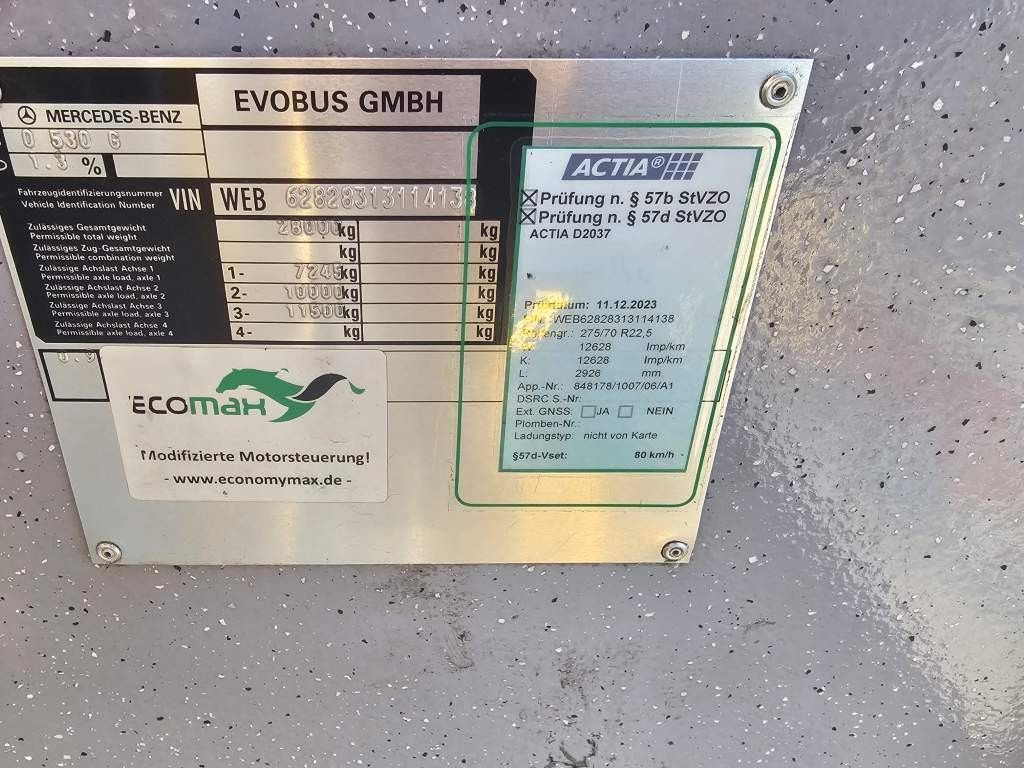 EVOBUS GMBH
MERCEDES-BENZ
O 530 G
1.3 %
Fahrzeugidentifizierungsnummer
Vehicle Identification Number
VIN
WEB 62828313114138
Zulässiges Gesamtgewicht
Permissible total weight
28000 kg kg
Zulässiges Zug-Gesamtgewicht
Permissible combination weight
kg kg
Zulässige Achslast Achse 1
Permissible axle load, axle 1
1- 7245 kg kg
Zulässige Achslast Achse 2
Permissible axle load, axle 2
2- 10000 kg kg
Zulässige Achslast Achse 3
Permissible axle load, axle 3
3- 11500 kg kg
Zulässige Achslast Achse 4
Permissible axle load, axle 4
4- kg kg
0.9
ECOmax
Modifizierte Motorsteuerung!
- www.economymax.de -
ACTIA®
Prüfung n. § 57b StVZO
Prüfung n. § 57d StVZO
ACTIA D2037
Prüfdatum: 11.12.2023
WEB62828313114138
275/70 R22,5
12628 Imp/km
K: 12628 Imp/km
L: 2926 mm
App.-Nr.: 848178/1007/06/A1
DSRC S.-Nr:
Ext. GNSS: JA NEIN
Plomben-Nr.:
Ladungstyp: nicht von Karte
§57d-Vset: 80 km/h